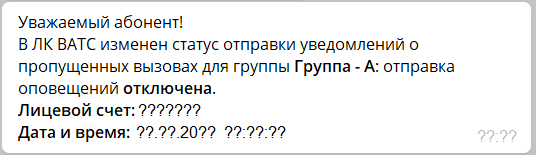 Уважаемый абонент!
В ЛК ВАТС изменен статус отправки уведомлений о
пропущенных вызовах для группы Группа - А: отправка
оповещений отключена.
Лицевой счет: ???????
Дата и время: ??.??.20?? ??:??:??
??:??